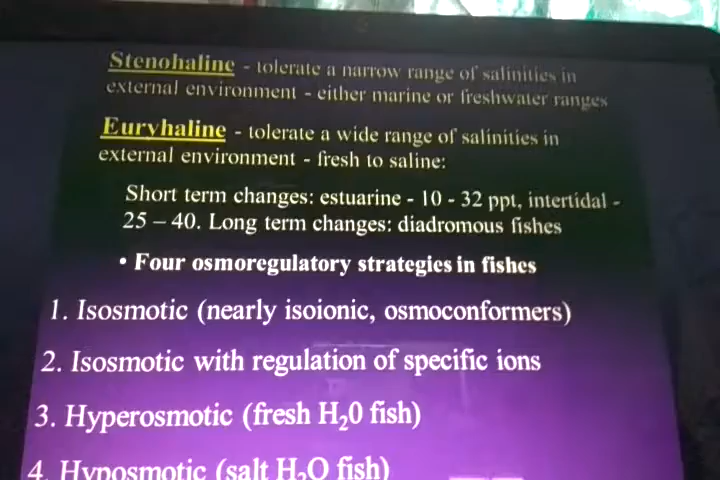 Stenohaline - tolerate a narrow range of salinities in
external environment - either marine or freshwater ranges
Euryhaline - tolerate a wide range of salinities in
external environment - fresh to saline:
Short term changes: estuarine - 10 - 32 ppt, intertidal -
25 – 40. Long term changes: diadromous fishes
• Four osmoregulatory strategies in fishes
1. Isosmotic (nearly isoionic, osmoconformers)
2. Isosmotic with regulation of specific ions
3. Hyperosmotic (fresh H₂0 fish)
4. Hyposmotic (salt H₂O fish)